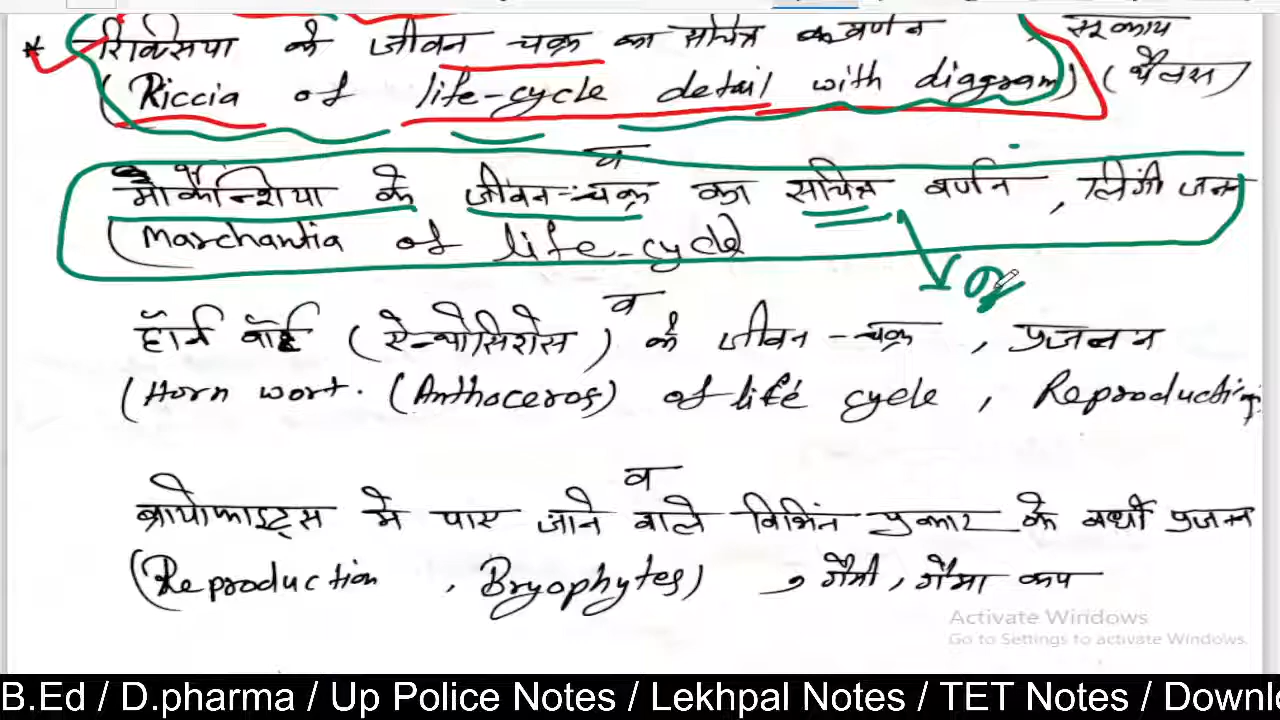 रिक्सिया के जीवन चक्र का सचित्र वर्णन, सूकाय
(Riccia of life-cycle detail with diagram) (थैलस)
व
मार्केन्शिया के जीवन-चक्र का सचित्र वर्णन, लिंगी जनन
(Marchantia of life-cycle
व
हॉर्न वॉर्ट (ऐन्थोसिरोस) के जीवन-चक्र, प्रजनन
(Horn wort. (Anthoceros) of life cycle, Reproduction
व
ब्रायोफाइट्स मे पाए जाने वाले विभिंन प्रकार के वर्धी प्रजनन
(Reproduction, Bryophytes), गैमी, गैमा कप
Activate Windows
Go to Settings to activate Windows.
B.Ed / D.pharma / Up Police Notes / Lekhpal Notes / TET Notes / Downlo